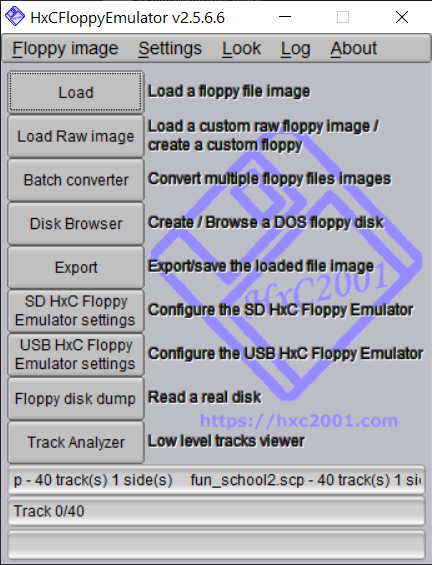 HxCFloppyEmulator v2.5.6.6
Floppy image Settings Look Log About
Load Load a floppy file image
Load Raw image Load a custom raw floppy image /
create a custom floppy
Batch converter Convert multiple floppy files images
Disk Browser Create / Browse a DOS floppy disk
Export Export/save the loaded file image
HxC2001
SD HxC Floppy
Emulator settings Configure the SD HxC Floppy Emulator
USB HxC Floppy
Emulator settings Configure the USB HxC Floppy Emulator
Floppy disk dump Read a real disk
https://hxc2001.com
Track Analyzer Low level tracks viewer
p - 40 track(s) 1 side(s) fun_school2.scp - 40 track(s) 1 si
Track 0/40